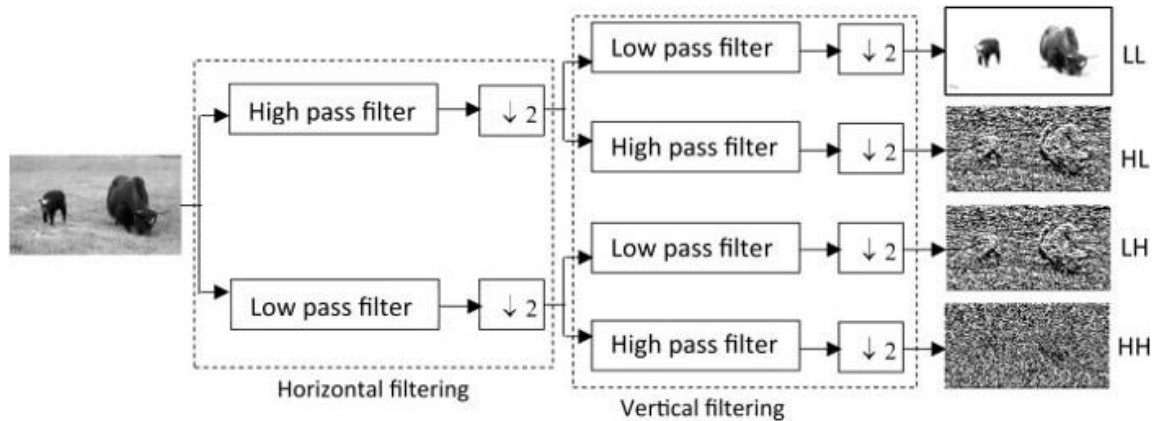 Low pass filter
↓ 2
LL
High pass filter
↓ 2
High pass filter
↓ 2
HL
Low pass filter
↓ 2
LH
Low pass filter
↓ 2
High pass filter
↓ 2
HH
Horizontal filtering
Vertical filtering